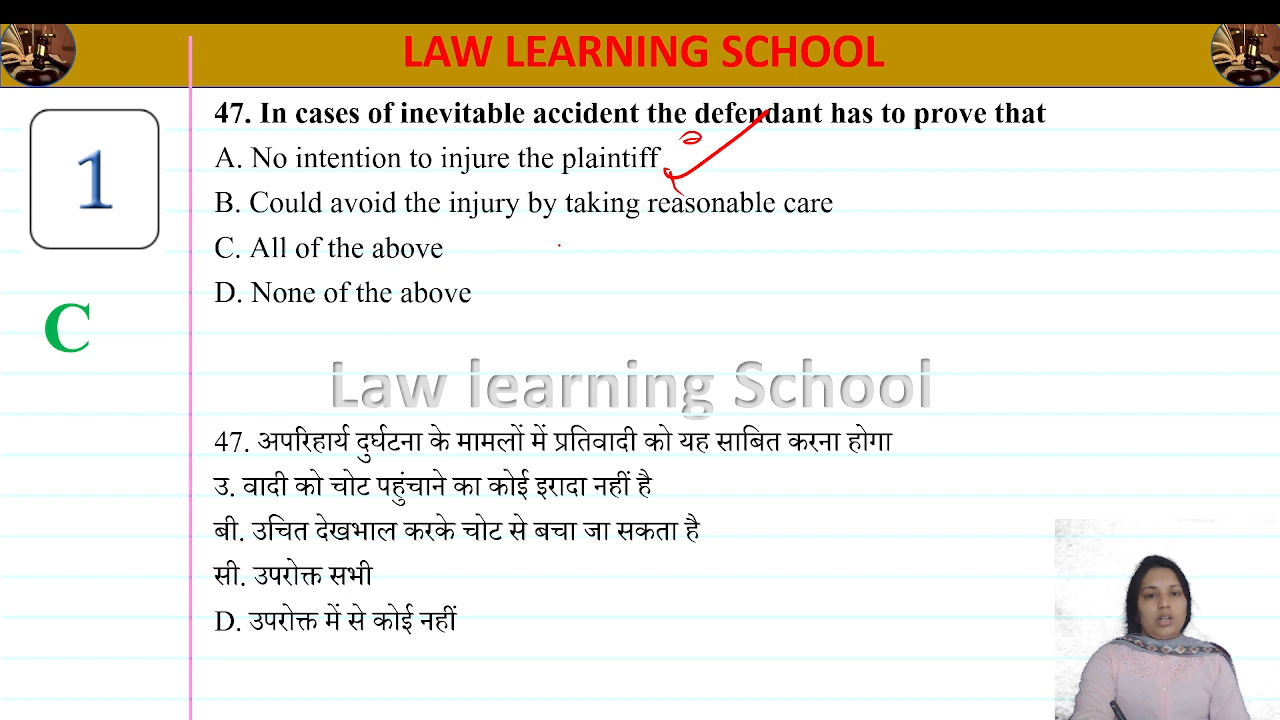 LAW LEARNING SCHOOL
1
C
47. In cases of inevitable accident the defendant has to prove that
A. No intention to injure the plaintiff
B. Could avoid the injury by taking reasonable care
C. All of the above
D. None of the above
Law learning School
47. अपरिहार्य दुर्घटना के मामलों में प्रतिवादी को यह साबित करना होगा
उ. वादी को चोट पहुंचाने का कोई इरादा नहीं है
बी. उचित देखभाल करके चोट से बचा जा सकता है
सी. उपरोक्त सभी
D. उपरोक्त में से कोई नहीं